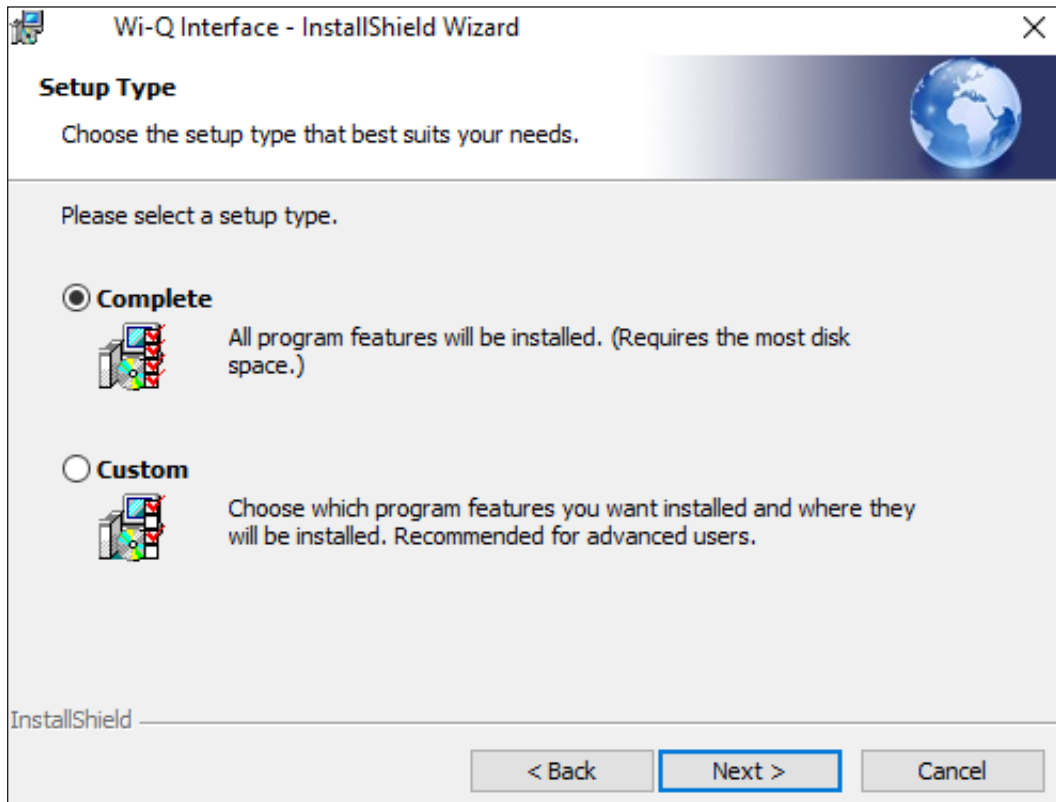 Wi-Q Interface - InstallShield Wizard
Setup Type
Choose the setup type that best suits your needs.
Please select a setup type.
Complete
All program features will be installed. (Requires the most disk
space.)
Custom
Choose which program features you want installed and where they
will be installed. Recommended for advanced users.
InstallShield
< Back
Next >
Cancel